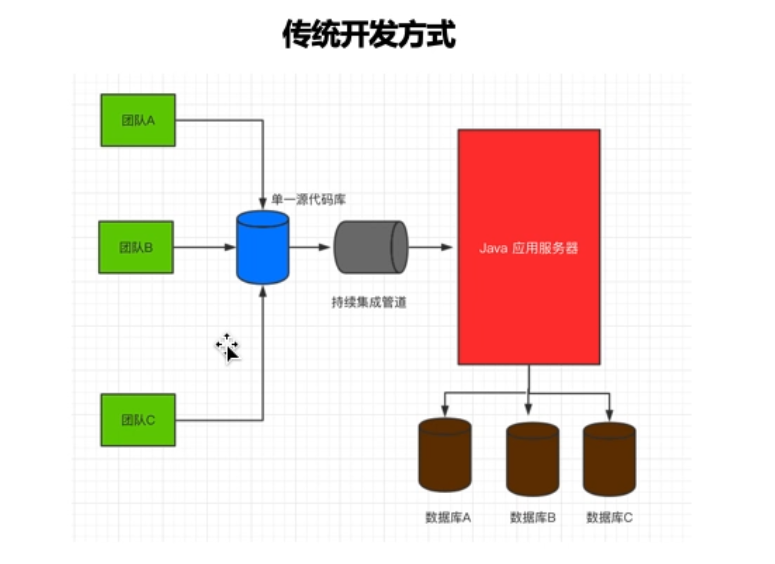 传统开发方式
团队A
单一源代码库
团队B
Java 应用服务器
持续集成管道
团队C
数据库A
数据库B
数据库C